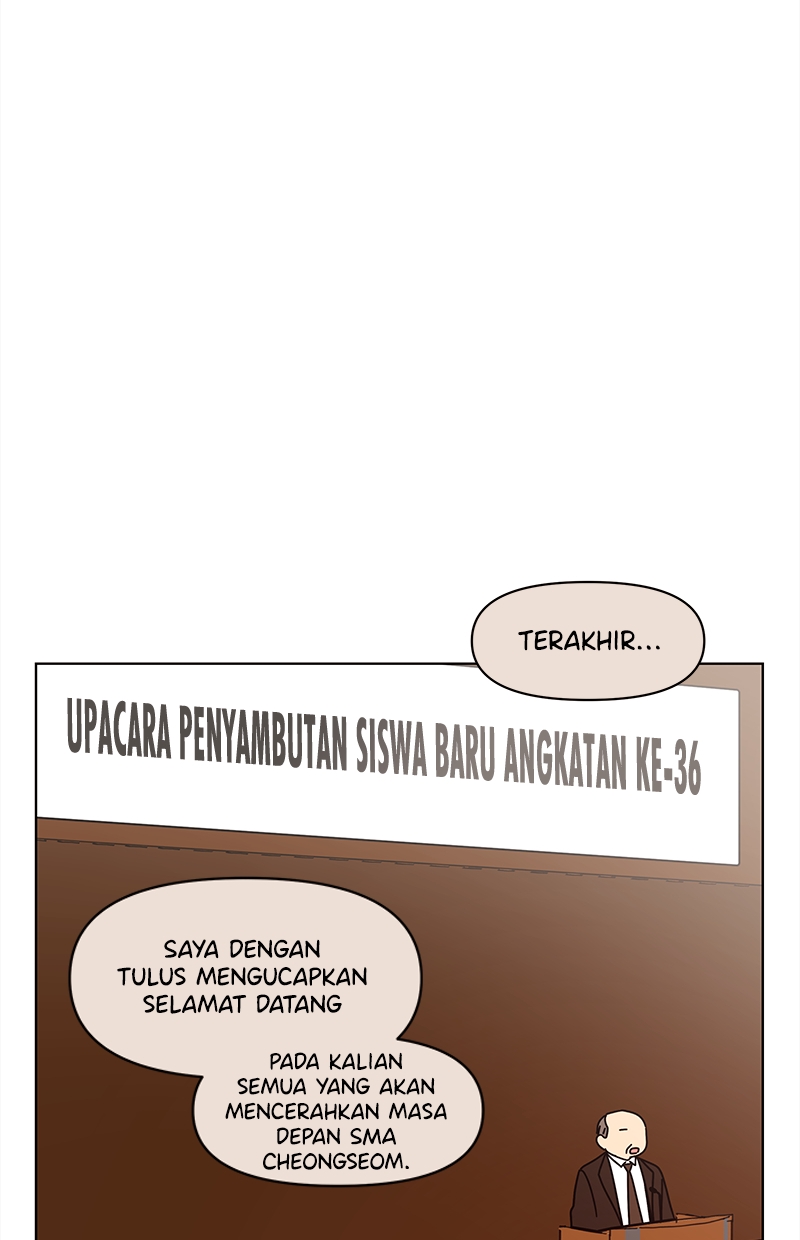 TERAKHIR...
UPACARA PENYAMBUTAN SISWA BARU ANGKATAN KE-36
SAYA DENGAN
TULUS MENGUCAPKAN
SELAMAT DATANG
PADA KALIAN
SEMUA YANG AKAN
MENCERAHKAN MASA
DEPAN SMA
CHEONGSEOM.